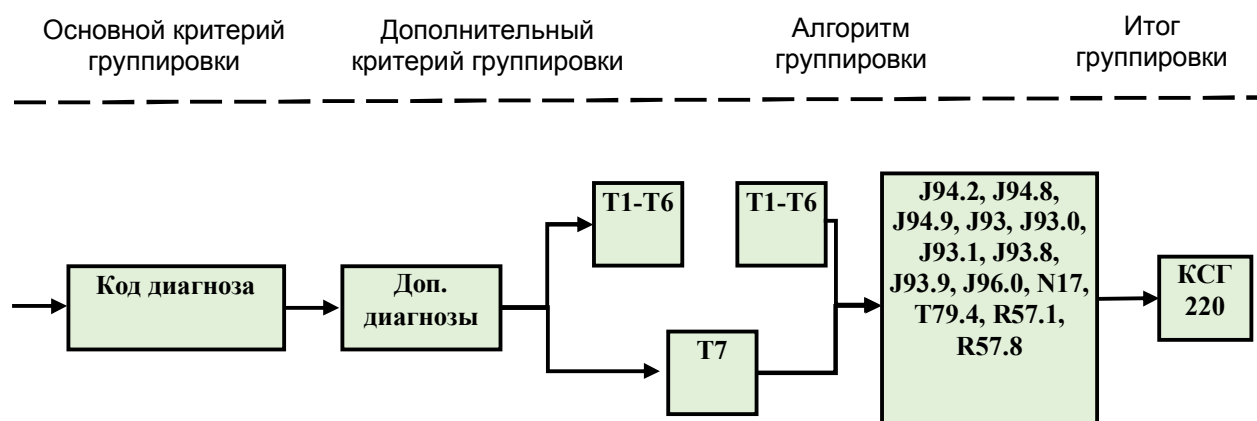 Основной критерий
группировки
Дополнительный
критерий группировки
Алгоритм
группировки
Итог
группировки
Код диагноза
Доп.
диагнозы
T1-T6
T7
T1-T6
J94.2, J94.8,
J94.9, J93, J93.0,
J93.1, J93.8,
J93.9, J96.0, N17,
T79.4, R57.1,
R57.8
КСГ
220